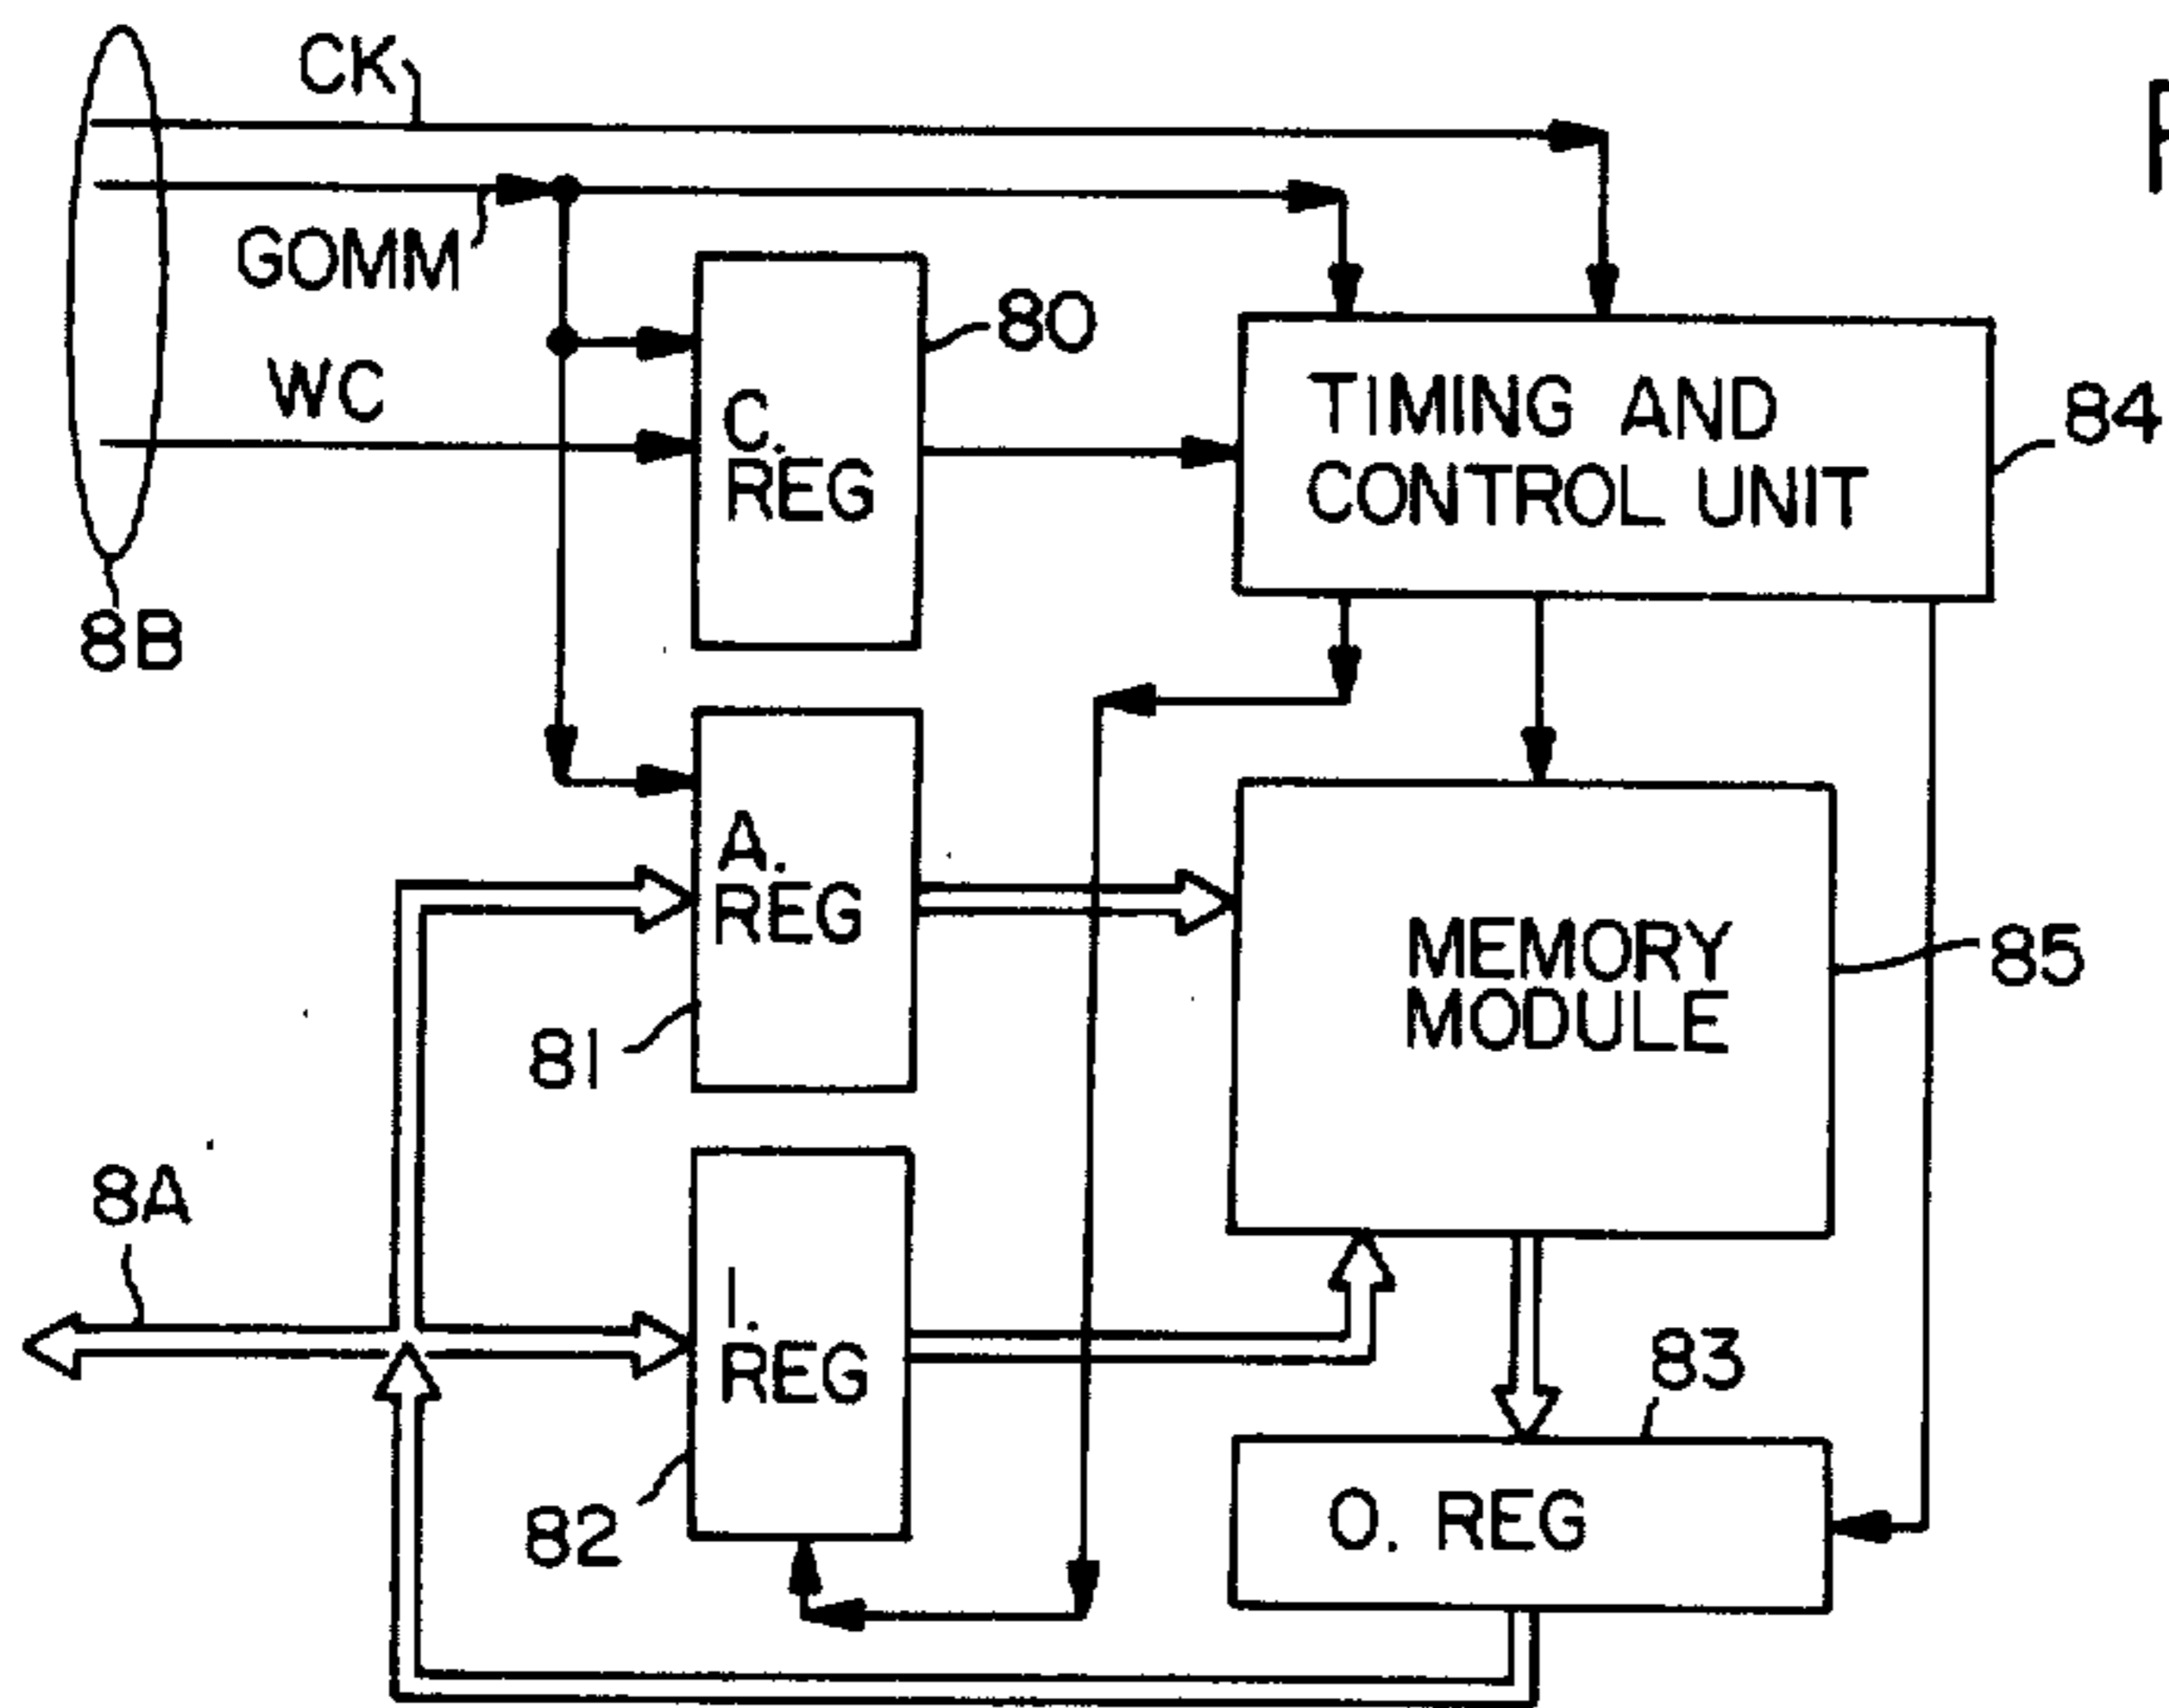 CK
GOMM
WC
8B
C.
REG
80
TIMING AND
CONTROL UNIT
84
A.
REG
81
MEMORY
MODULE
85
8A
I.
REG
82
83
O. REG